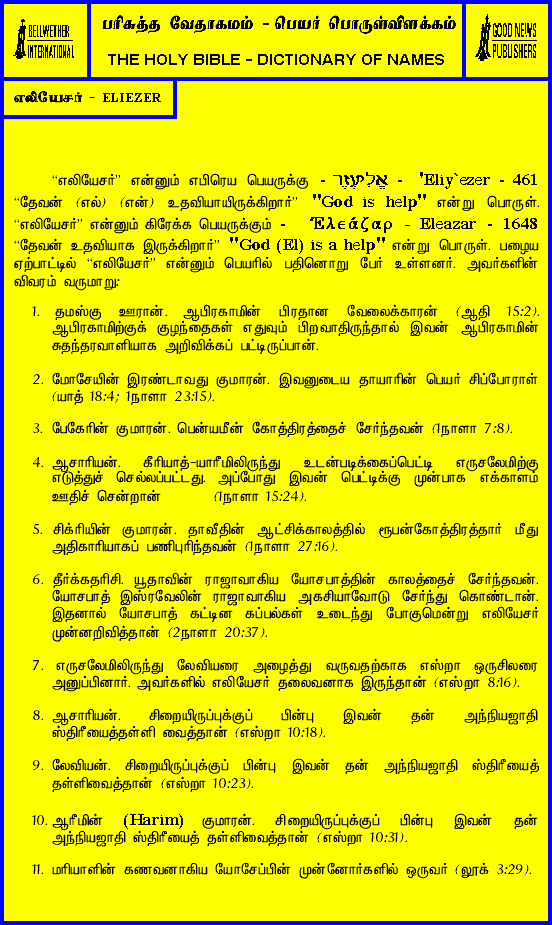 BELLWETHER
INTERNATIONAL
பரிசுத்த வேதாகமம் - பெயர் பொருள்விளக்கம்
THE HOLY BIBLE - DICTIONARY OF NAMES
GOOD NEWS
PUBLISHERS
எலியேசர் - ELIEZER
“எலியேசர்” என்னும் எபிரெய பெயருக்கு - אֱלִיעֶזֶר - 'Eliy`ezer - 461
“தேவன் (எல்) (என்) உதவியாயிருக்கிறார்” "God is help" என்று பொருள்.
“எலியேசர்” என்னும் கிரேக்க பெயருக்கும் - Ἐλεάζαρ - Eleazar - 1648
“தேவன் உதவியாக இருக்கிறார்” "God (El) is a help" என்று பொருள். பழைய
ஏற்பாட்டில் “எலியேசர்” என்னும் பெயரில் பதினொறு பேர் உள்ளனர். அவர்களின்
விவரம் வருமாறு:
1. தமஸ்கு ஊரான். ஆபிரகாமின் பிரதான வேலைக்காரன் (ஆதி 15:2).
ஆபிரகாமிற்குக் குழந்தைகள் எதுவும் பிறவாதிருந்தால் இவன் ஆபிரகாமின்
சுதந்தரவாளியாக அறிவிக்கப் பட்டிருப்பான்.
2. மோசேயின் இரண்டாவது குமாரன். இவனுடைய தாயாரின் பெயர் சிப்போராள்
(யாத் 18:4; 1நாளா 23:15).
3. பேகேரின் குமாரன். பென்யமீன் கோத்திரத்தைச் சேர்ந்தவன் (1நாளா 7:8).
4. ஆசாரியன். கீரியாத்-யாரீமிலிருந்து உடன்படிக்கைப்பெட்டி எருசலேமிற்கு
எடுத்துச் செல்லப்பட்டது. அப்போது இவன் பெட்டிக்கு முன்பாக எக்காளம்
ஊதிச் சென்றான் (1நாளா 15:24).
5. சிக்ரியின் குமாரன். தாவீதின் ஆட்சிக்காலத்தில் ரூபன்கோத்திரத்தார் மீது
அதிகாரியாகப் பணிபுரிந்தவன் (1நாளா 27:16).
6. தீர்க்கதரிசி. யூதாவின் ராஜாவாகிய யோசபாத்தின் காலத்தைச் சேர்ந்தவன்.
யோசபாத் இஸ்ரவேலின் ராஜாவாகிய அகசியாவோடு சேர்ந்து கொண்டான்.
இதனால் யோசபாத் கட்டின கப்பல்கள் உடைந்து போகுமென்று எலியேசர்
முன்னறிவித்தான் (2நாளா 20:37).
7. எருசலேமிலிருந்து லேவியரை அழைத்து வருவதற்காக எஸ்றா ஒருசிலரை
அனுப்பினார். அவர்களில் எலியேசர் தலைவனாக இருந்தான் (எஸ்றா 8:16).
8. ஆசாரியன். சிறையிருப்புக்குப் பின்பு இவன் தன் அந்நியஜாதி
ஸ்திரீயைத்தள்ளி வைத்தான் (எஸ்றா 10:18).
9. லேவியன். சிறையிருப்புக்குப் பின்பு இவன் தன் அந்நியஜாதி ஸ்திரீயைத்
தள்ளிவைத்தான் (எஸ்றா 10:23).
10. ஆரீமின் (Harim) குமாரன். சிறையிருப்புக்குப் பின்பு இவன் தன்
அந்நியஜாதி ஸ்திரீயைத் தள்ளிவைத்தான் (எஸ்றா 10:31).
11. மரியாளின் கணவனாகிய யோசேப்பின் முன்னோர்களில் ஒருவர் (லூக் 3:29).